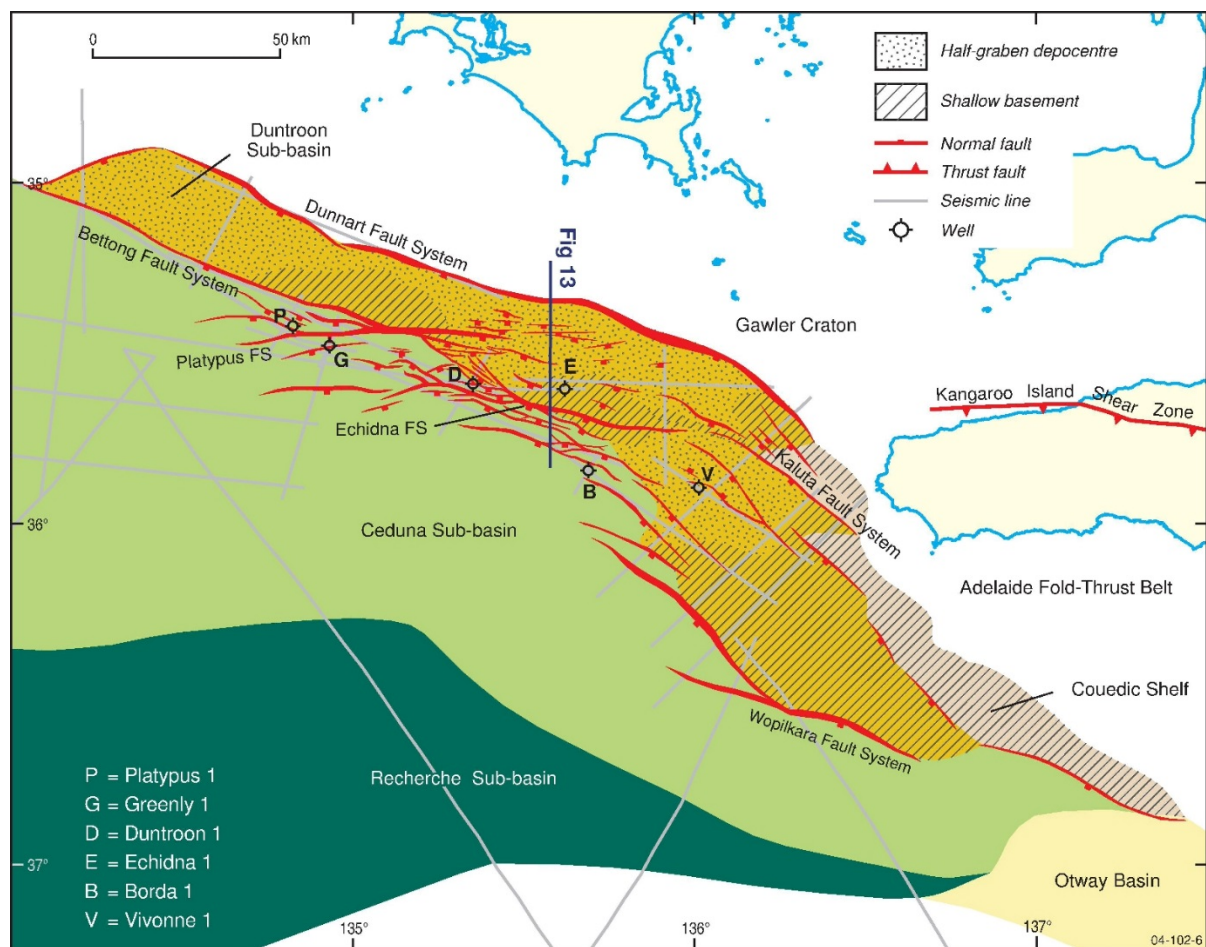 0 50 km
Half-graben depocentre
Shallow basement
Normal fault
Thrust fault
Seismic line
Well
Duntroon
Sub-basin
35°
Dunnart Fault System
Bettong Fault System
Fig 13
Gawler Craton
P
Platypus FS
G
D
E
Echidna FS
Kangaroo Island Shear Zone
B
V
Kaluta Fault System
36°
Ceduna Sub-basin
Adelaide Fold-Thrust Belt
Couedic Shelf
Wopilkara Fault System
Recherche Sub-basin
P = Platypus 1
G = Greenly 1
D = Duntroon 1
E = Echidna 1
B = Borda 1
V = Vivonne 1
37°
Otway Basin
135°
136°
137°
04-102-6